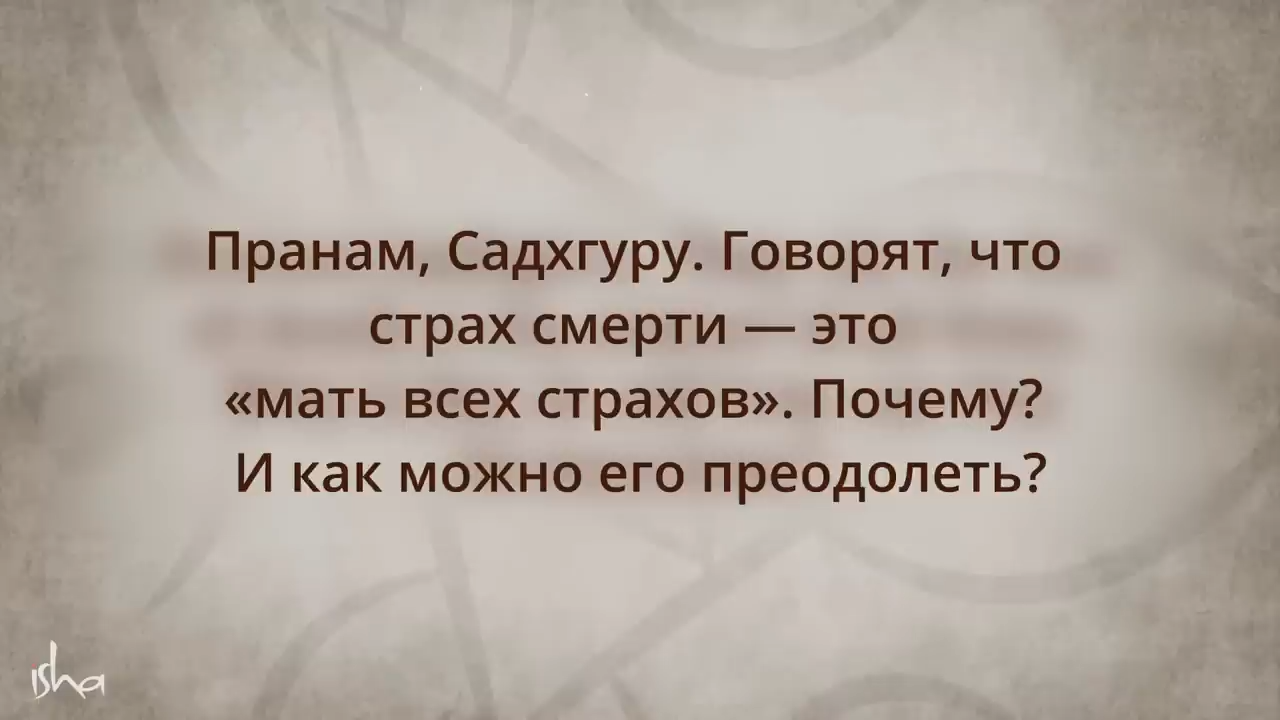 Пранам, Садхгуру. Говорят, что
страх смерти — это
«мать всех страхов». Почему?
И как можно его преодолеть?
isha